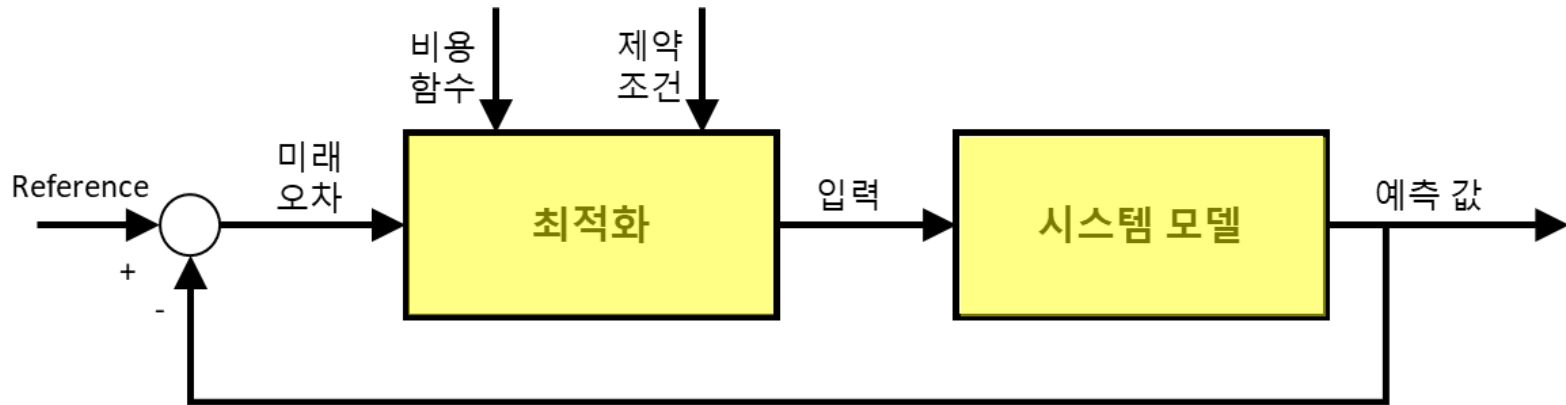 비용
함수
제약
조건
Reference
미래
오차
최적화
입력
시스템 모델
예측 값
+
-